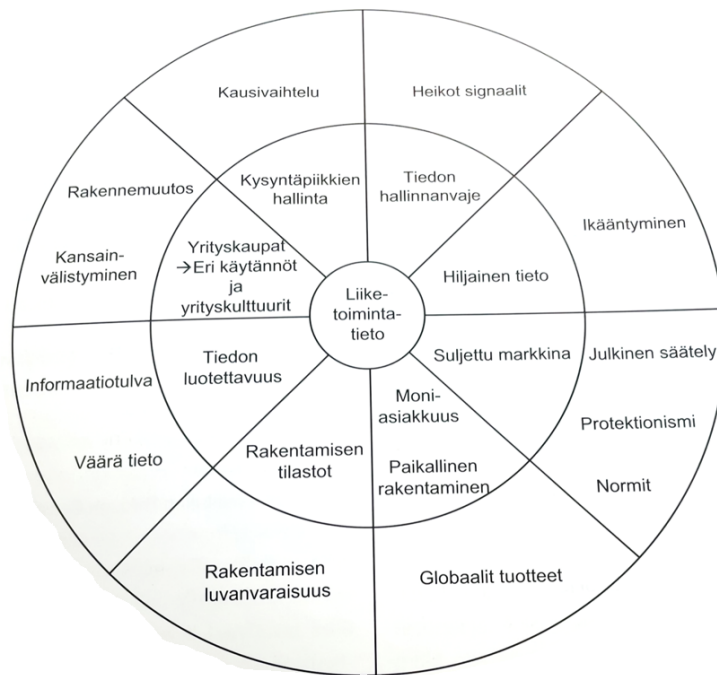 Kausivaihtelu
Heikot signaalit
Rakennemuutos
Kansain-
välistyminen
Kysyntäpiikkien
hallinta
Tiedon
hallinnanvaje
Ikääntyminen
Yrityskaupat
→Eri käytännöt
ja
yrityskulttuurit
Hiljainen tieto
Liike-
toiminta-
tieto
Informaatiotulva
Väärä tieto
Tiedon
luotettavuus
Suljettu markkina
Julkinen säätely
Protektionismi
Normit
Rakentamisen
tilastot
Moni-
asiakkuus
Paikallinen
rakentaminen
Rakentamisen
luvanvaraisuus
Globaalit tuotteet